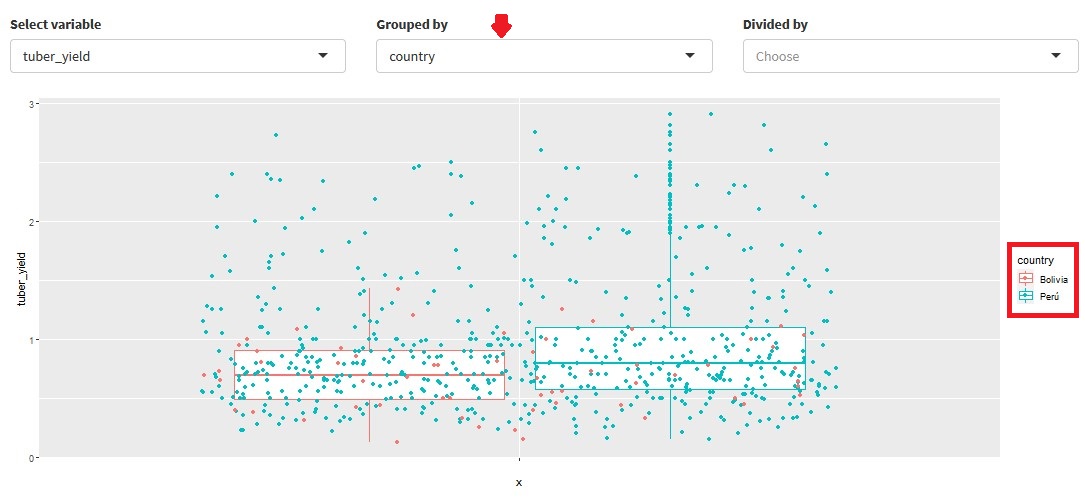 Select variable
Grouped by
Divided by
tuber_yield
country
Choose
3
2
1
0
tuber_yield
x
country
Bolivia
Perú